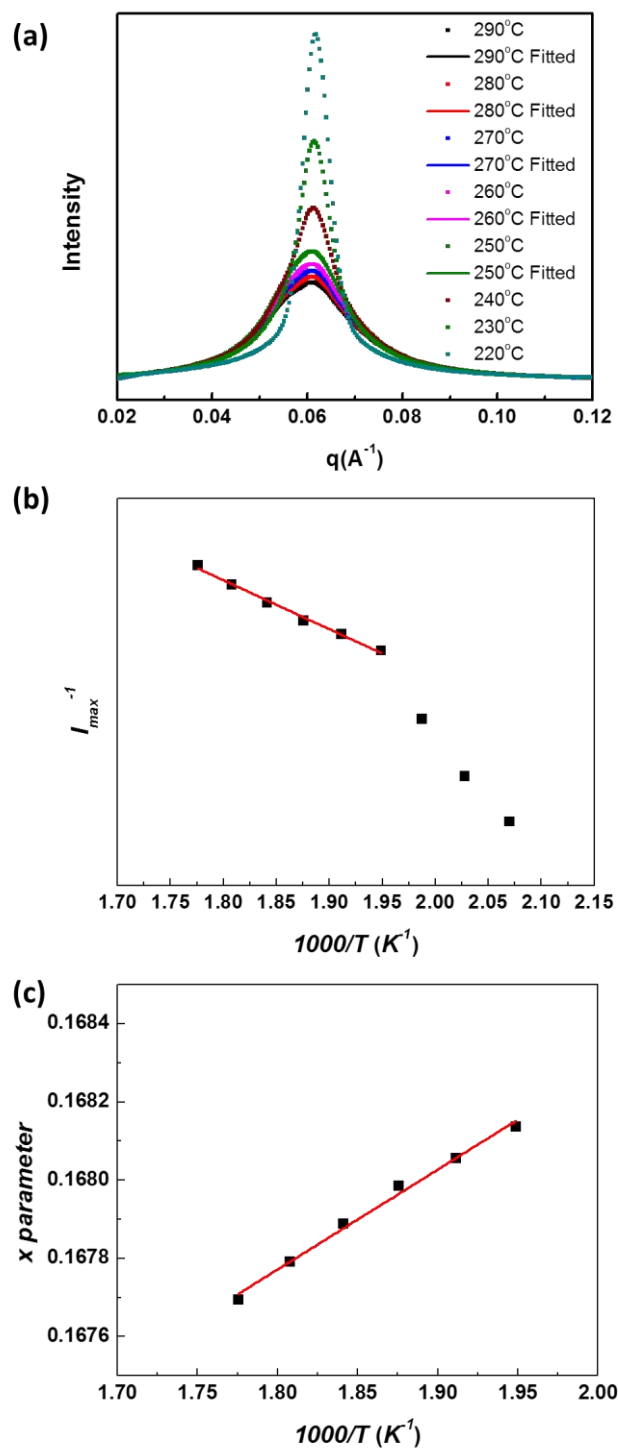 (a)
290°C
290°C Fitted
280°C
280°C Fitted
270°C
270°C Fitted
260°C
260°C Fitted
250°C
250°C Fitted
240°C
230°C
220°C
Intensity
0.02 0.04 0.06 0.08 0.10 0.12
q(A⁻¹)
(b)
I_max⁻¹
1.70 1.75 1.80 1.85 1.90 1.95 2.00 2.05 2.10 2.15
1000/T (K⁻¹)
(c)
0.1684
0.1682
0.1680
0.1678
0.1676
x parameter
1.70 1.75 1.80 1.85 1.90 1.95 2.00
1000/T (K⁻¹)